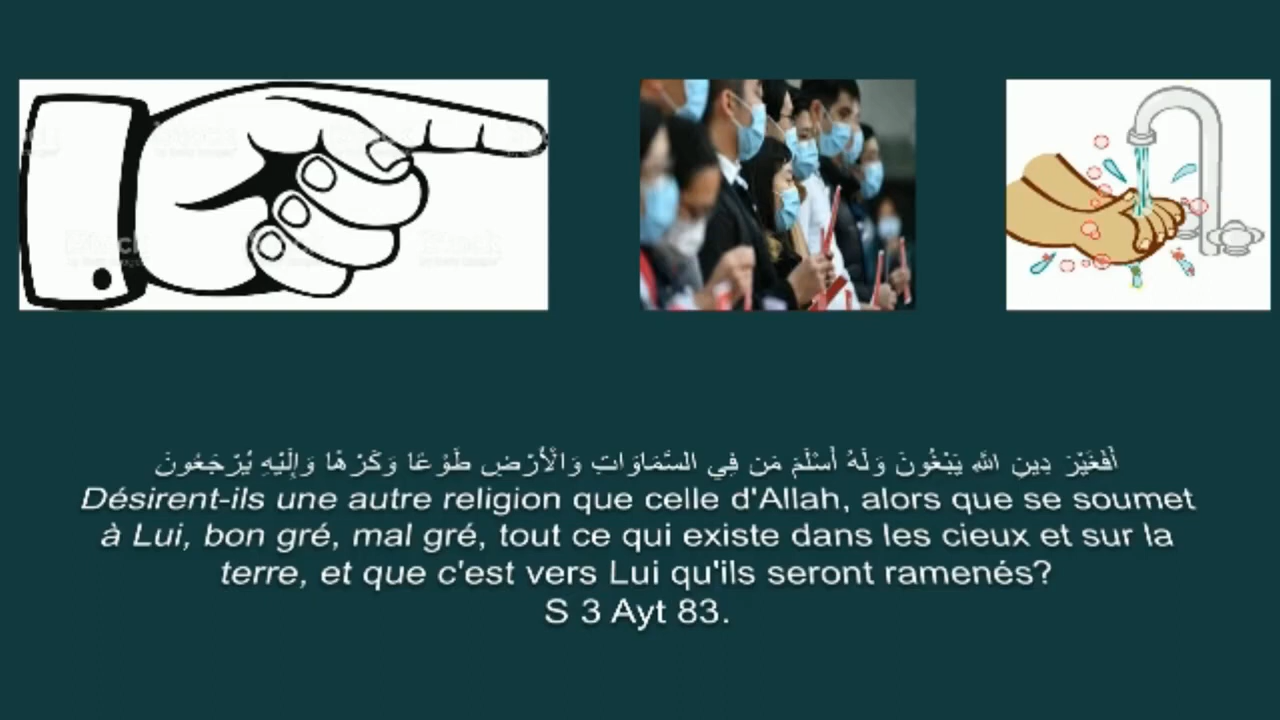 أَفَغَيْرَ دِينِ اللَّهِ يَبْغُونَ وَلَهُ أَسْلَمَ مَن فِي السَّمَاوَاتِ وَالْأَرْضِ طَوْعًا وَكَرْهًا وَإِلَيْهِ يُرْجَعُونَ
Désirent-ils une autre religion que celle d'Allah, alors que se soumet
à Lui, bon gré, mal gré, tout ce qui existe dans les cieux et sur la
terre, et que c'est vers Lui qu'ils seront ramenés?
S 3 Ayt 83.